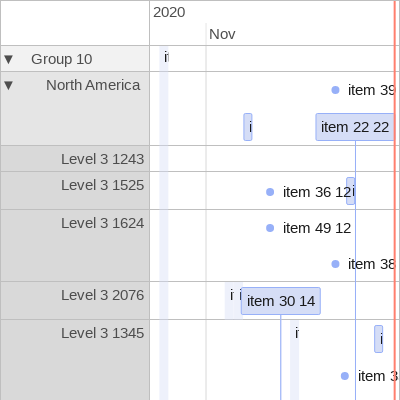 2020
Nov
▼ Group 10
▼ North America
item 39
i
item 22 22
Level 3 1243
Level 3 1525
item 36 12
i
Level 3 1624
item 49 12
item 38
Level 3 2076
item 30 14
Level 3 1345
i
item 3